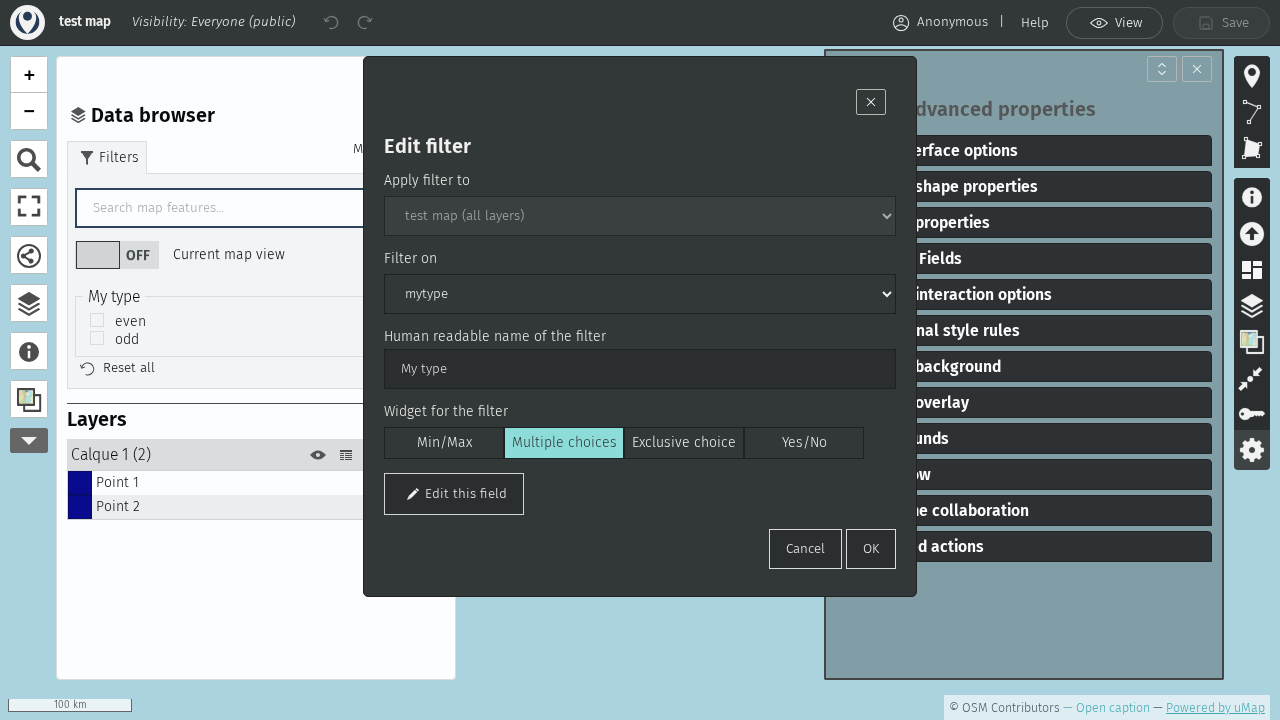 test map
Visibility: Everyone (public)
Anonymous
|
Help
View
Save
+
−
Data browser
Filters
M
Search map features...
OFF
Current map view
My type
even
odd
Reset all
Layers
Calque 1 (2)
Point 1
Point 2
Edit filter
Apply filter to
test map (all layers)
Filter on
mytype
Human readable name of the filter
My type
Widget for the filter
Min/Max
Multiple choices
Exclusive choice
Yes/No
Edit this field
Cancel
OK
dvanced properties
erface options
shape properties
properties
Fields
interaction options
nal style rules
background
overlay
unds
ow
ne collaboration
d actions
100 km
© OSM Contributors — Open caption — Powered by uMap